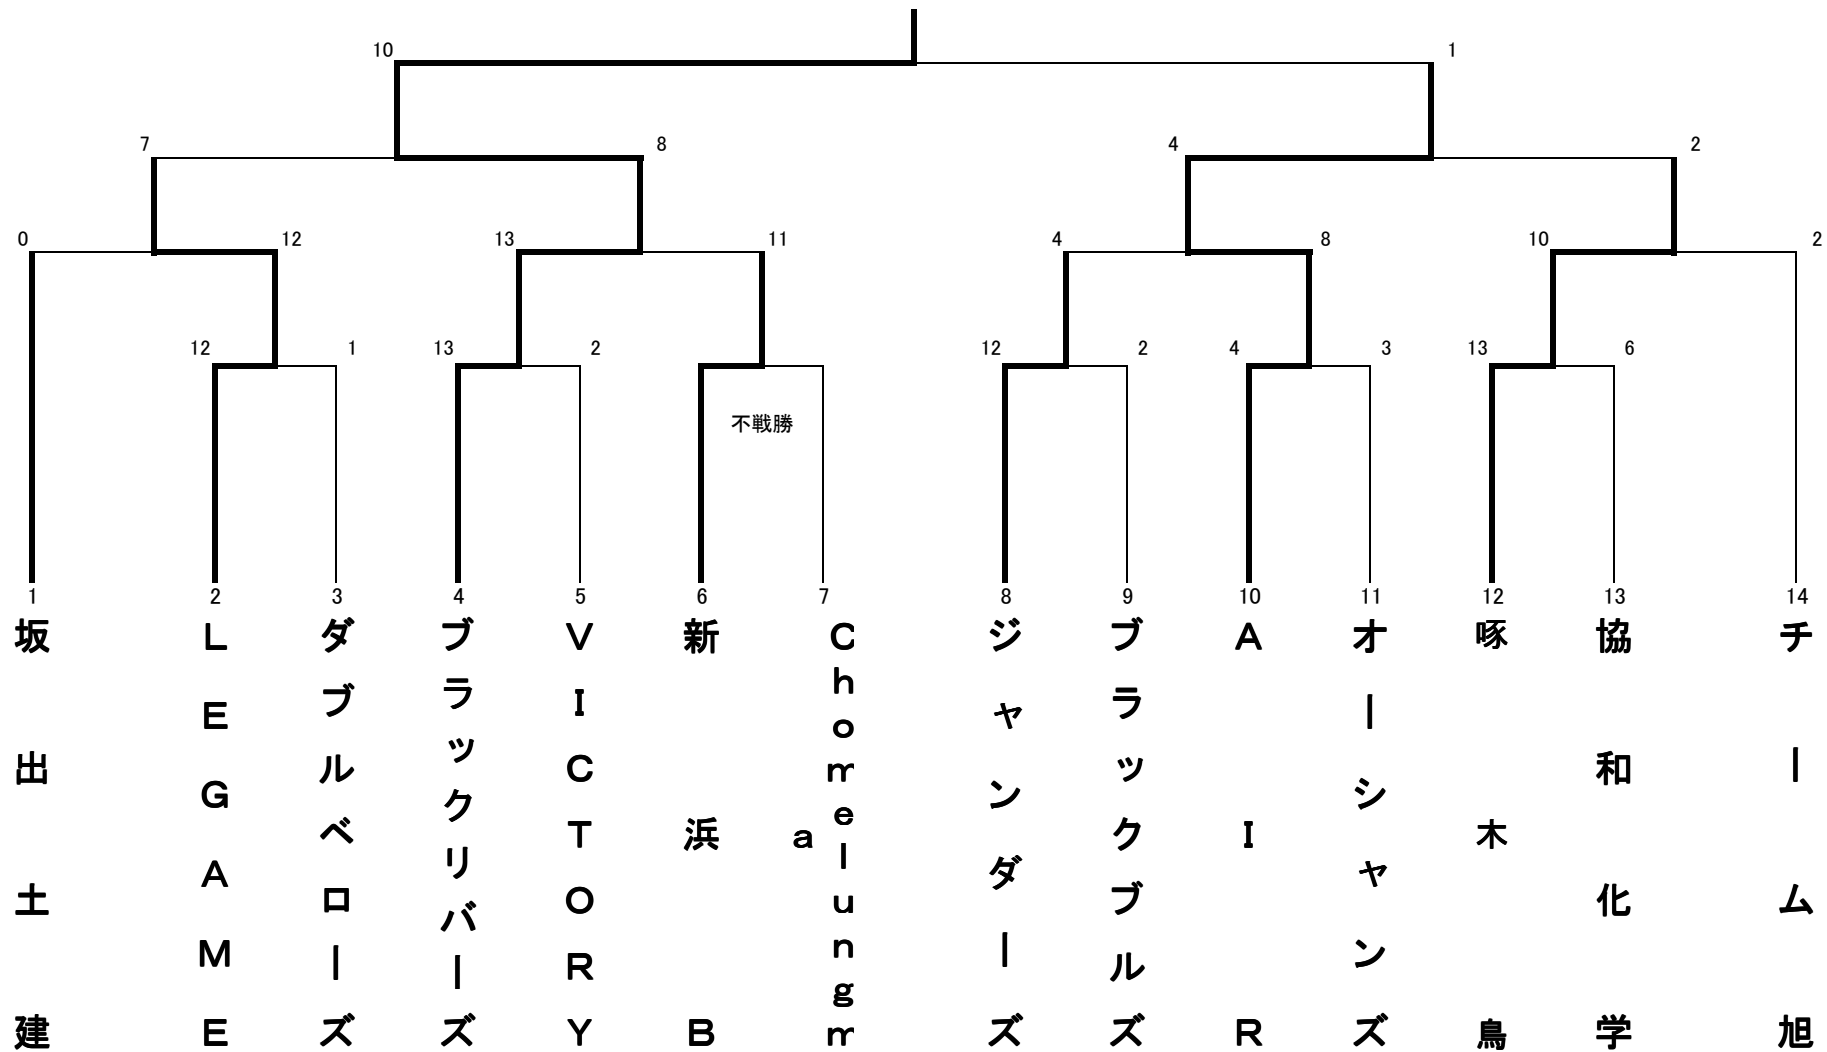 10 1
7 8 4 2
0 12 13 11 4 8 10 2
12 1 13 2 12 2 4 3 13 6
不戦勝
1 2 3 4 5 6 7 8 9 10 11 12 13 14
坂出土建
LEGAME
ダブルベローズ
ブラックリバーズ
VICTORY
新浜B
Chomelungm
a
ジャンダーズ
ブラックブルズ
AIR
オーシャンズ
啄木鳥
協和化学
チーム旭